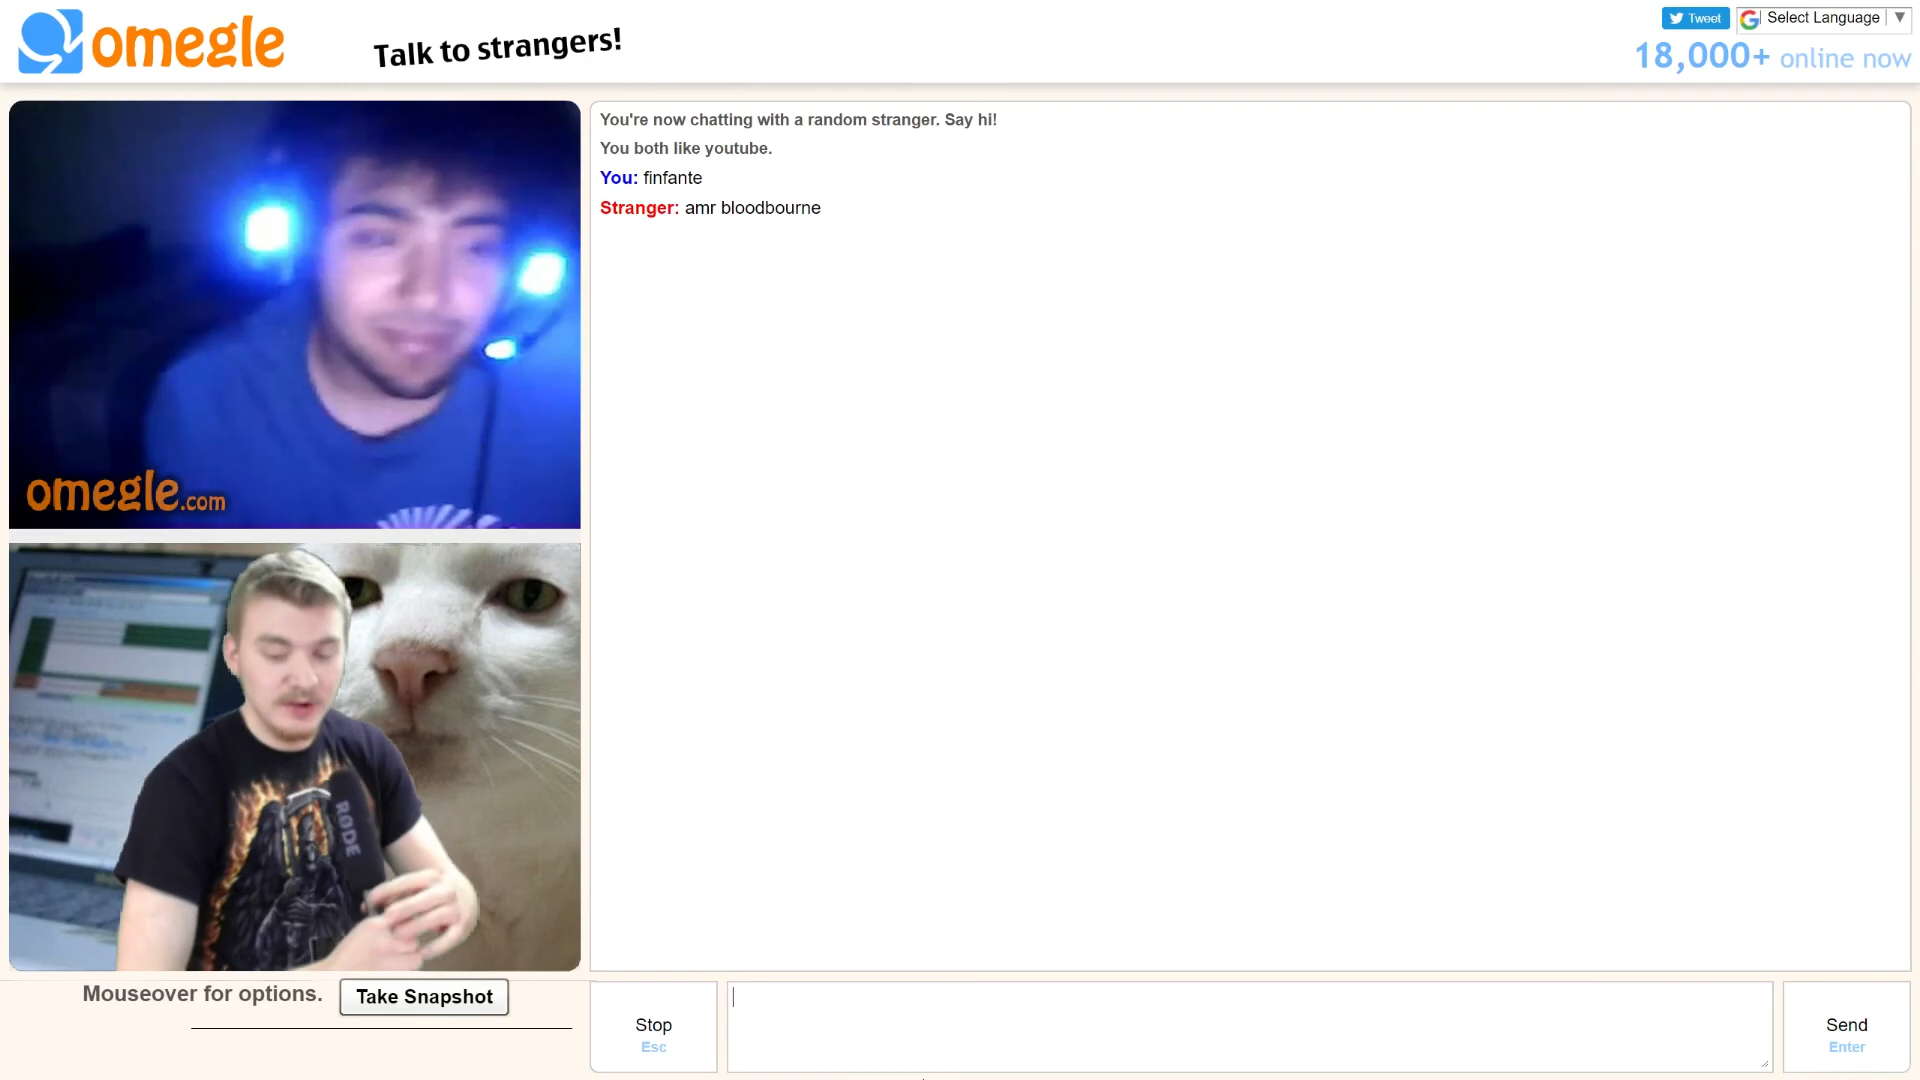 omegle
Talk to strangers!
Tweet
Select Language
18,000+ online now
You're now chatting with a random stranger. Say hi!
You both like youtube.
You: finfante
Stranger: amr bloodbourne
omegle.com
RØDE
Mouseover for options.
Take Snapshot
Stop
Esc
Send
Enter